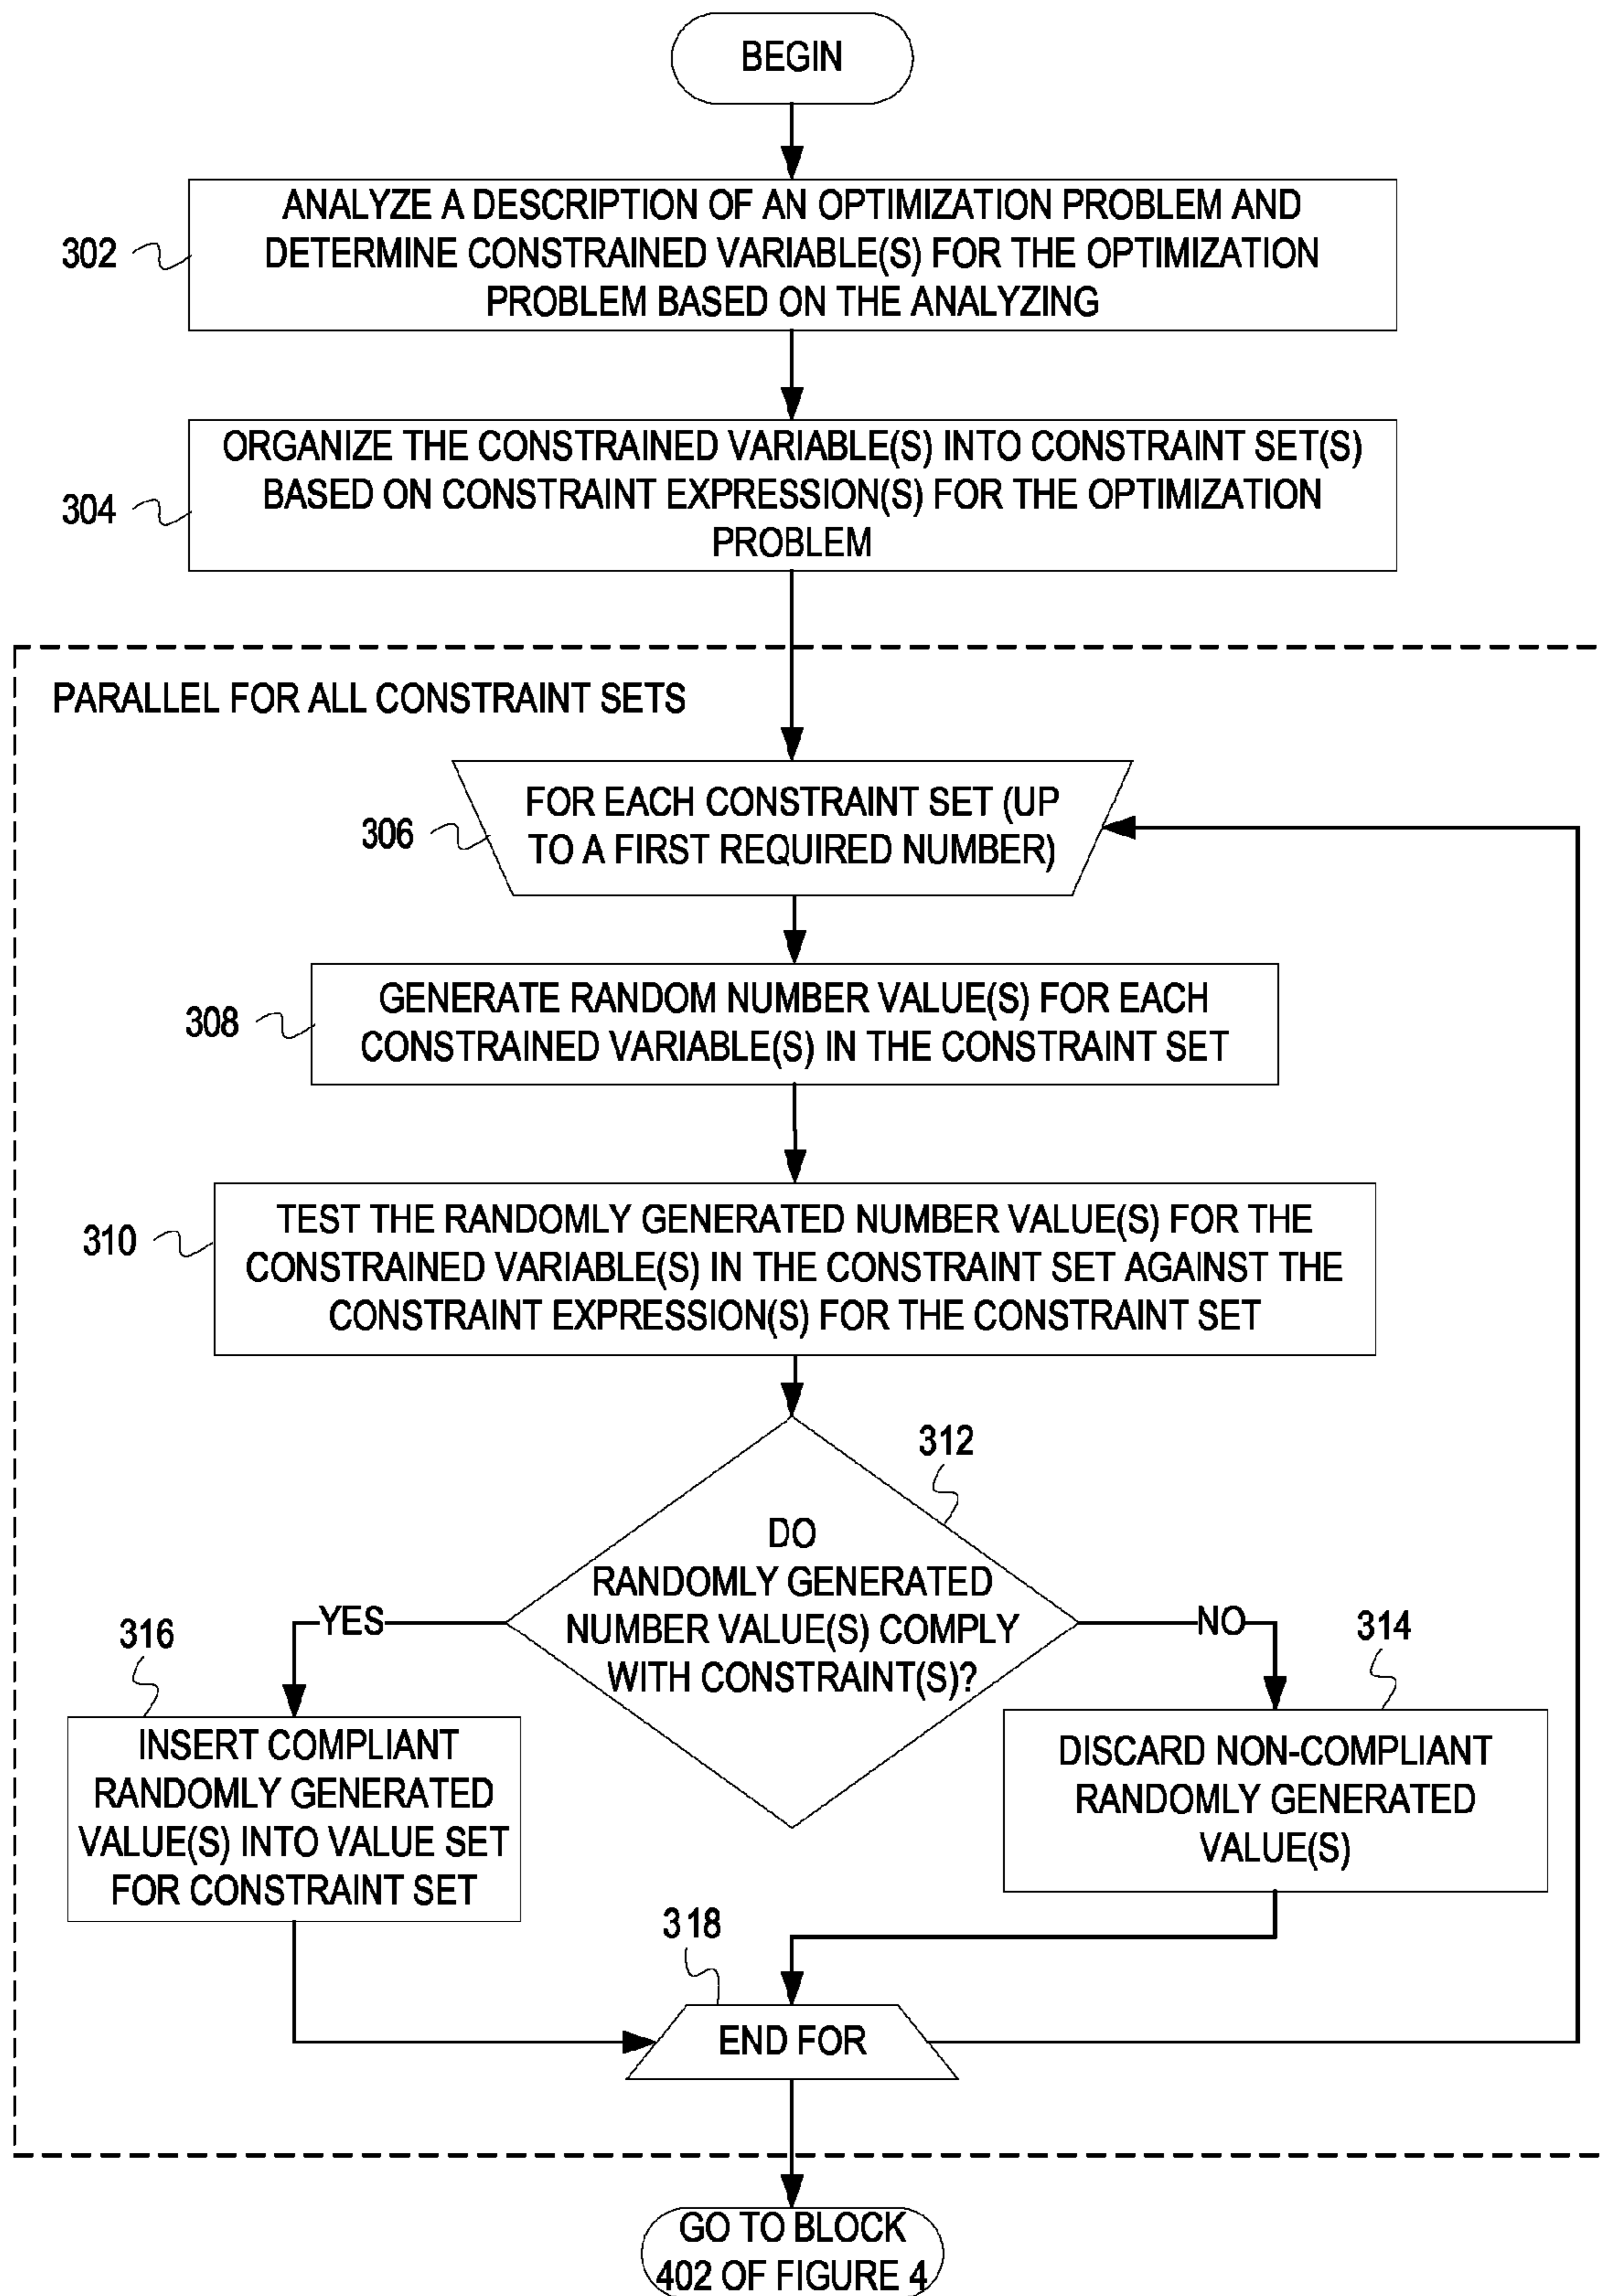 BEGIN
ANALYZE A DESCRIPTION OF AN OPTIMIZATION PROBLEM AND
DETERMINE CONSTRAINED VARIABLE(S) FOR THE OPTIMIZATION
PROBLEM BASED ON THE ANALYZING
302
ORGANIZE THE CONSTRAINED VARIABLE(S) INTO CONSTRAINT SET(S)
BASED ON CONSTRAINT EXPRESSION(S) FOR THE OPTIMIZATION
PROBLEM
304
PARALLEL FOR ALL CONSTRAINT SETS
FOR EACH CONSTRAINT SET (UP
TO A FIRST REQUIRED NUMBER)
306
GENERATE RANDOM NUMBER VALUE(S) FOR EACH
CONSTRAINED VARIABLE(S) IN THE CONSTRAINT SET
308
TEST THE RANDOMLY GENERATED NUMBER VALUE(S) FOR THE
CONSTRAINED VARIABLE(S) IN THE CONSTRAINT SET AGAINST THE
CONSTRAINT EXPRESSION(S) FOR THE CONSTRAINT SET
310
312
DO
RANDOMLY GENERATED
NUMBER VALUE(S) COMPLY
WITH CONSTRAINT(S)?
YES
NO
316
INSERT COMPLIANT
RANDOMLY GENERATED
VALUE(S) INTO VALUE SET
FOR CONSTRAINT SET
314
DISCARD NON-COMPLIANT
RANDOMLY GENERATED
VALUE(S)
318
END FOR
GO TO BLOCK
402 OF FIGURE 4